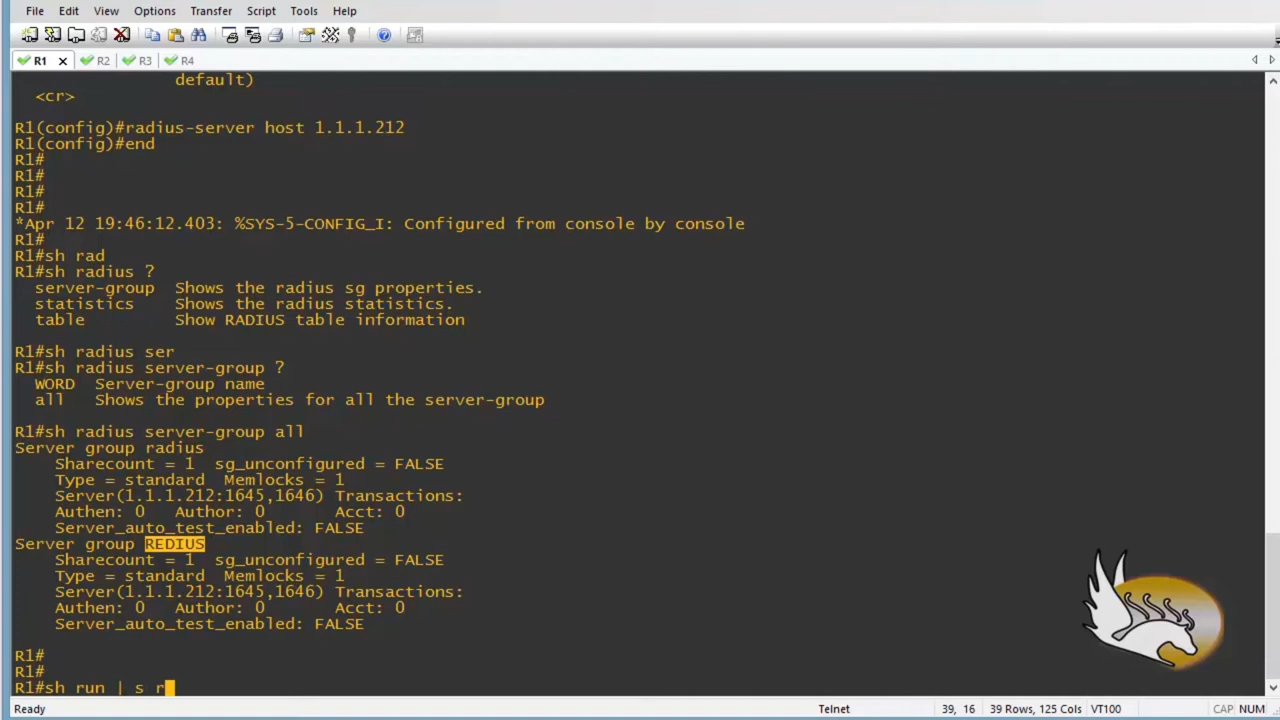 File Edit View Options Transfer Script Tools Help
R1 R2 R3 R4
default)
<cr>
R1(config)#radius-server host 1.1.1.212
R1(config)#end
R1#
R1#
R1#
R1#
*Apr 12 19:46:12.403: %SYS-5-CONFIG_I: Configured from console by console
R1#
R1#sh rad
R1#sh radius ?
server-group Shows the radius sg properties.
statistics Shows the radius statistics.
table Show RADIUS table information
R1#sh radius ser
R1#sh radius server-group ?
WORD Server-group name
all Shows the properties for all the server-group
R1#sh radius server-group all
Server group radius
Sharecount = 1 sg_unconfigured = FALSE
Type = standard Memlocks = 1
Server(1.1.1.212:1645,1646) Transactions:
Authen: 0 Author: 0 Acct: 0
Server_auto_test_enabled: FALSE
Server group REDIUS
Sharecount = 1 sg_unconfigured = FALSE
Type = standard Memlocks = 1
Server(1.1.1.212:1645,1646) Transactions:
Authen: 0 Author: 0 Acct: 0
Server_auto_test_enabled: FALSE
R1#
R1#
R1#sh run | s r
Ready Telnet 39, 16 39 Rows, 125 Cols VT100 CAP NUM